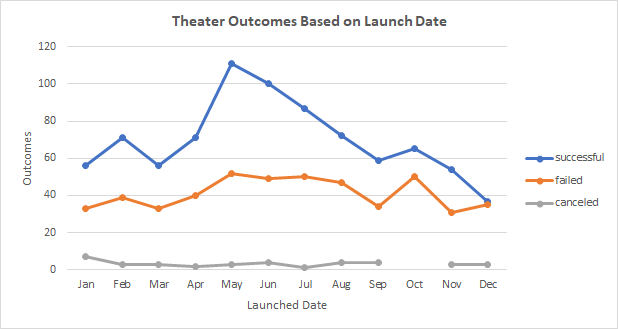 Theater Outcomes Based on Launch Date
120
100
80
60
40
20
0
Outcomes
Jan Feb Mar Apr May Jun Jul Aug Sep Oct Nov Dec
Launched Date
successful
failed
canceled